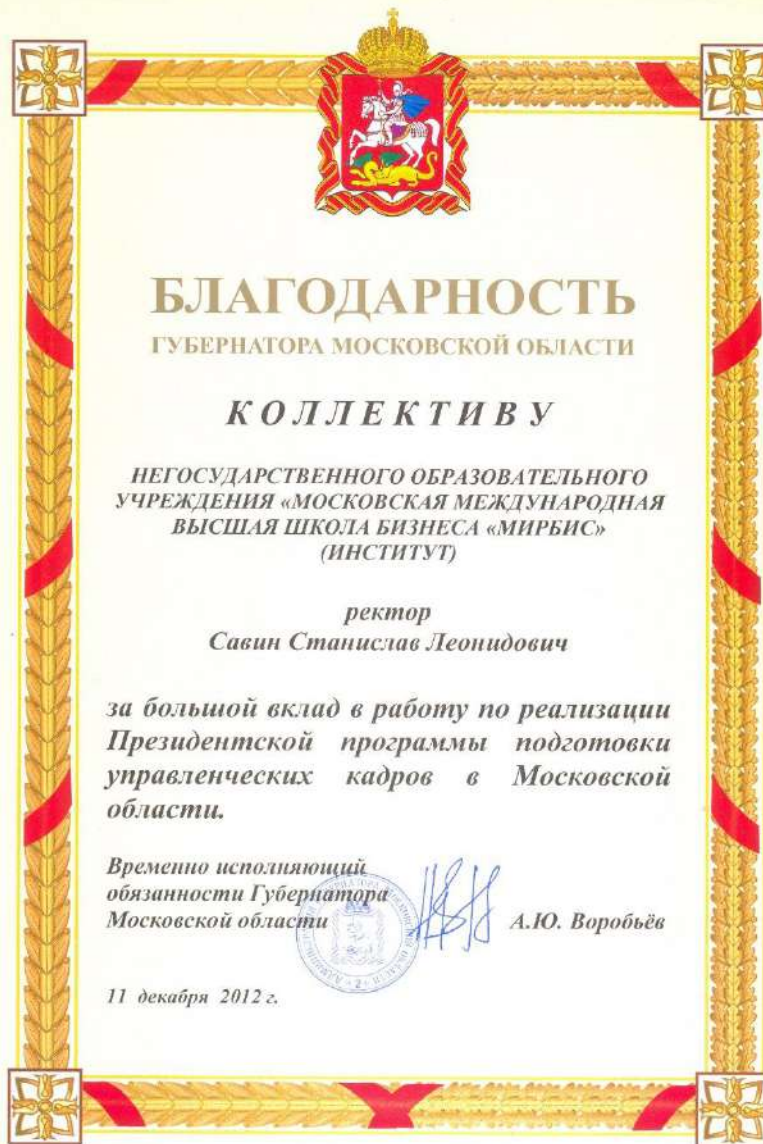 БЛАГОДАРНОСТЬ
ГУБЕРНАТОРА МОСКОВСКОЙ ОБЛАСТИ
КОЛЛЕКТИВУ
НЕГОСУДАРСТВЕННОГО ОБРАЗОВАТЕЛЬНОГО
УЧРЕЖДЕНИЯ «МОСКОВСКАЯ МЕЖДУНАРОДНАЯ
ВЫСШАЯ ШКОЛА БИЗНЕСА «МИРБИС»
(ИНСТИТУТ)
ректор
Савин Станислав Леонидович
за большой вклад в работу по реализации
Президентской программы подготовки
управленческих кадров в Московской
области.
Временно исполняющий
обязанности Губернатора
Московской области А.Ю. Воробьёв
11 декабря 2012 г.